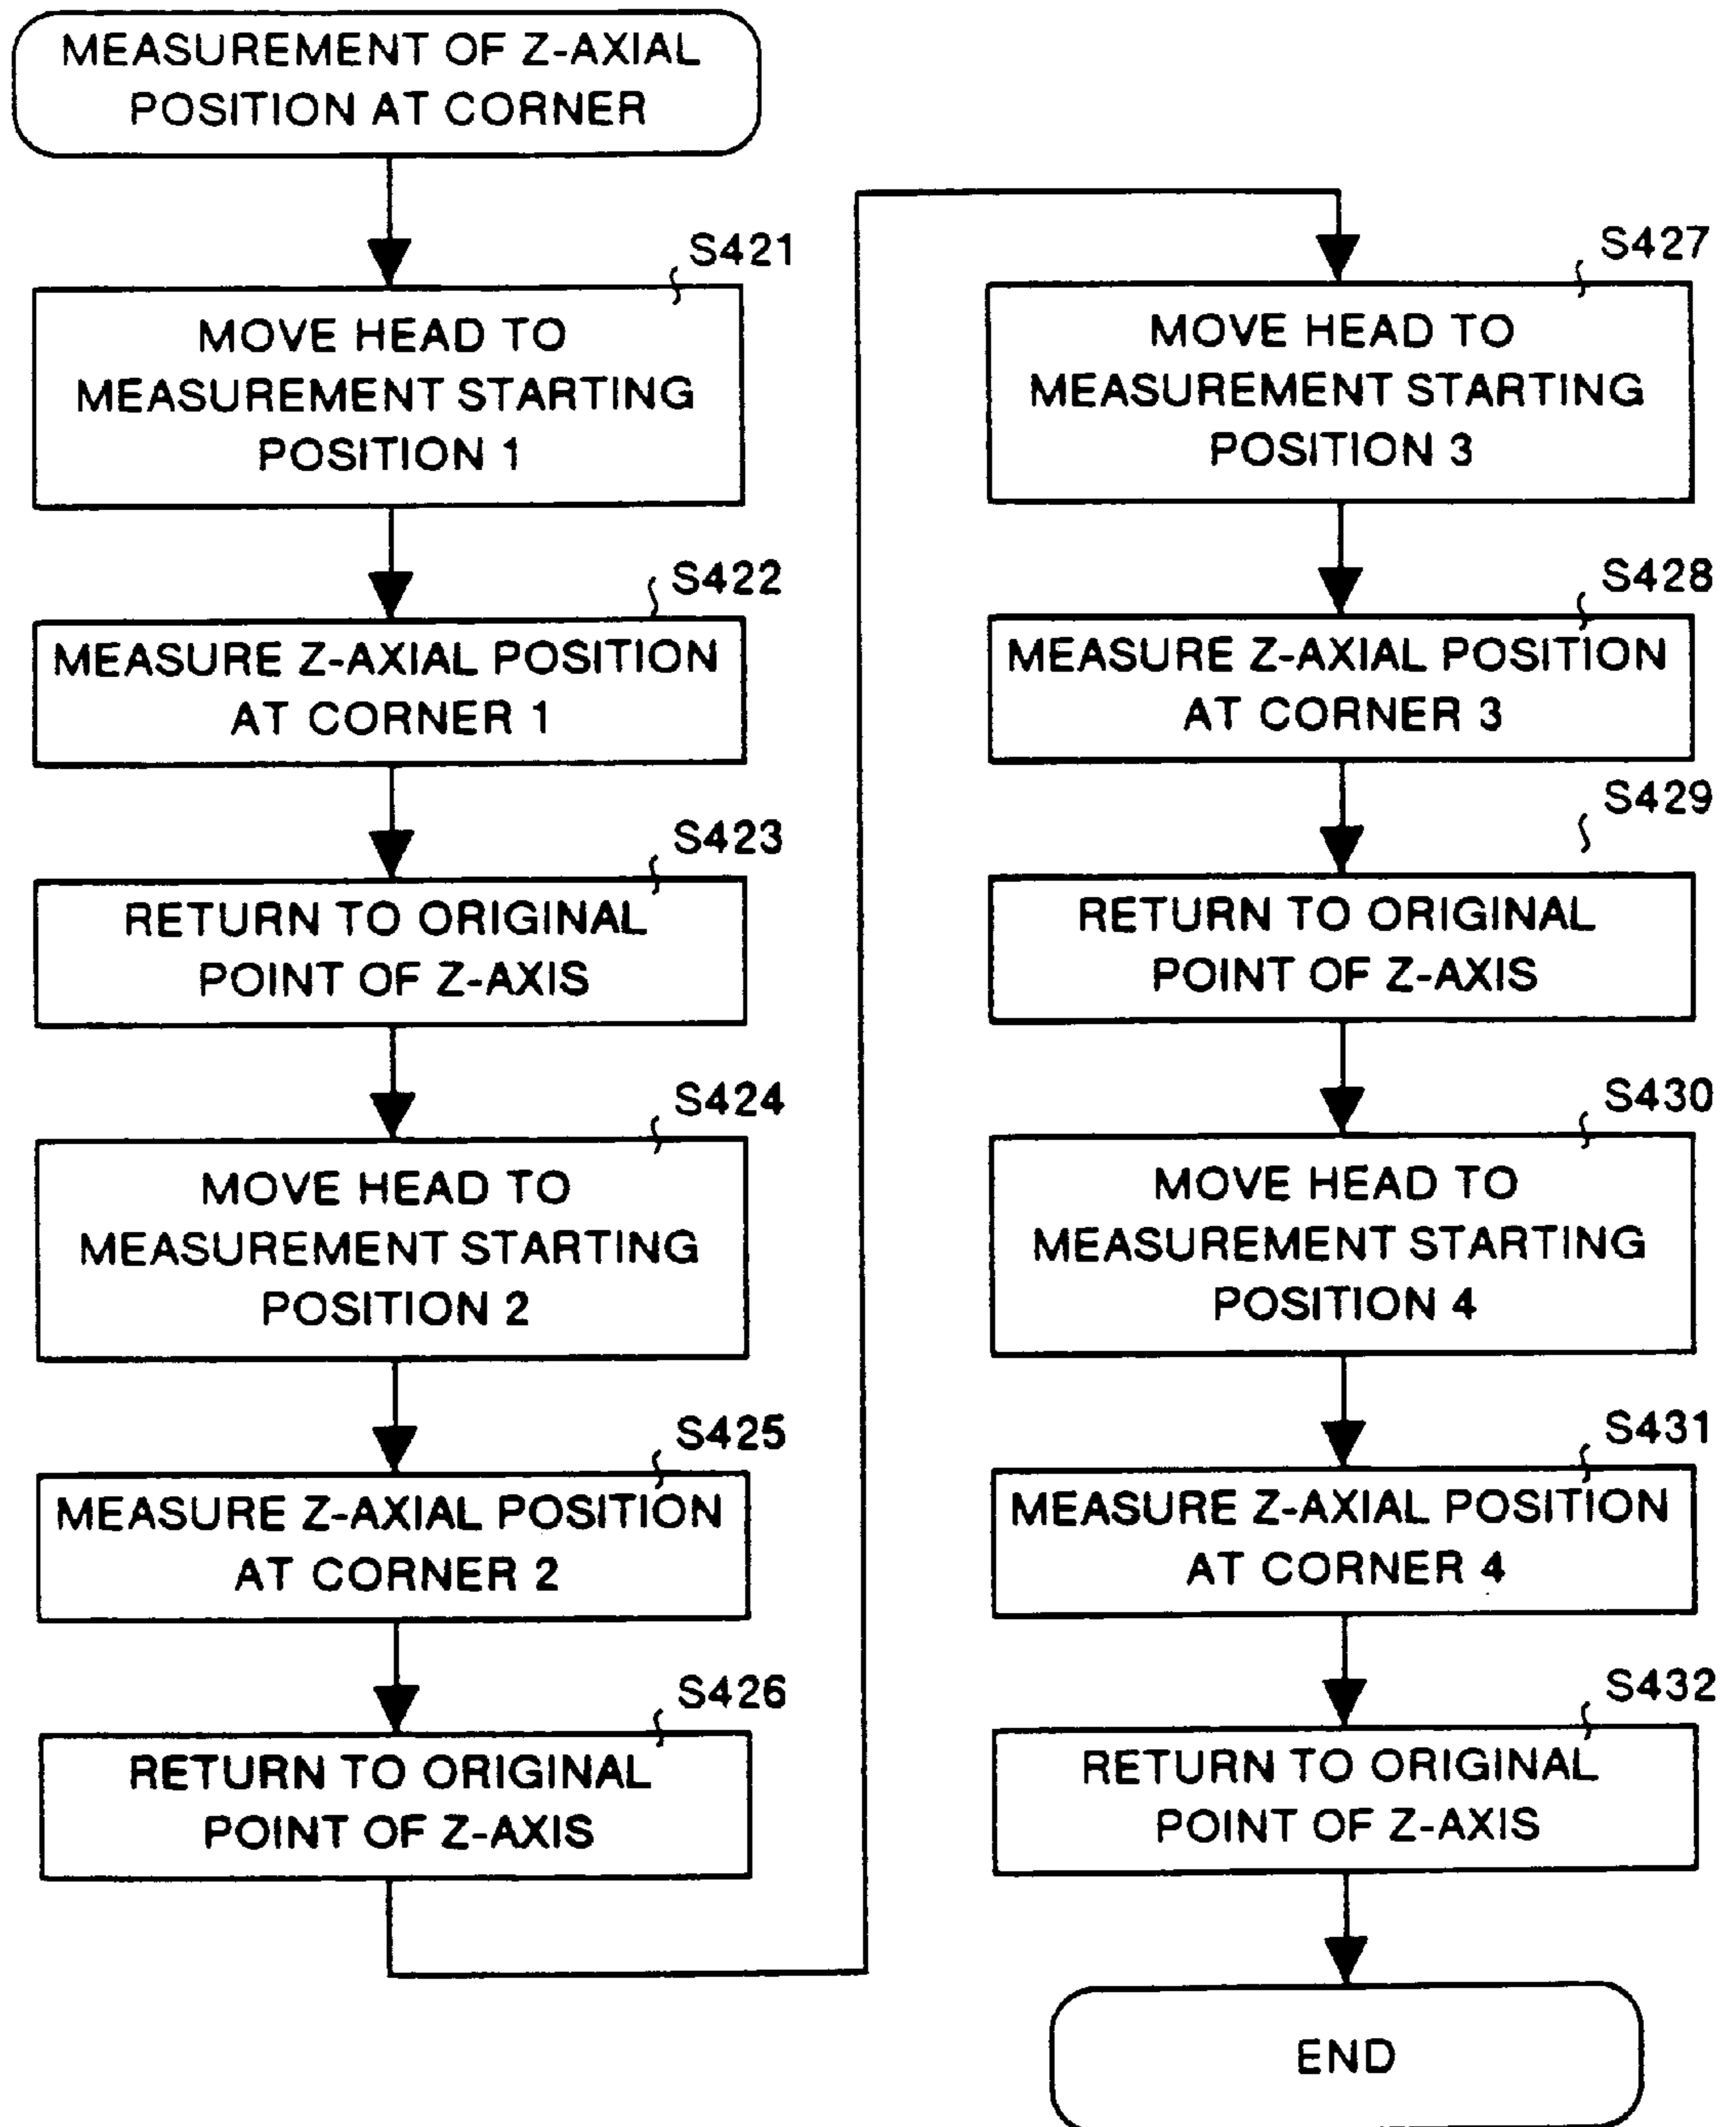 MEASUREMENT OF Z-AXIAL
POSITION AT CORNER
S421
MOVE HEAD TO
MEASUREMENT STARTING
POSITION 1
S422
MEASURE Z-AXIAL POSITION
AT CORNER 1
S423
RETURN TO ORIGINAL
POINT OF Z-AXIS
S424
MOVE HEAD TO
MEASUREMENT STARTING
POSITION 2
S425
MEASURE Z-AXIAL POSITION
AT CORNER 2
S426
RETURN TO ORIGINAL
POINT OF Z-AXIS
S427
MOVE HEAD TO
MEASUREMENT STARTING
POSITION 3
S428
MEASURE Z-AXIAL POSITION
AT CORNER 3
S429
RETURN TO ORIGINAL
POINT OF Z-AXIS
S430
MOVE HEAD TO
MEASUREMENT STARTING
POSITION 4
S431
MEASURE Z-AXIAL POSITION
AT CORNER 4
S432
RETURN TO ORIGINAL
POINT OF Z-AXIS
END